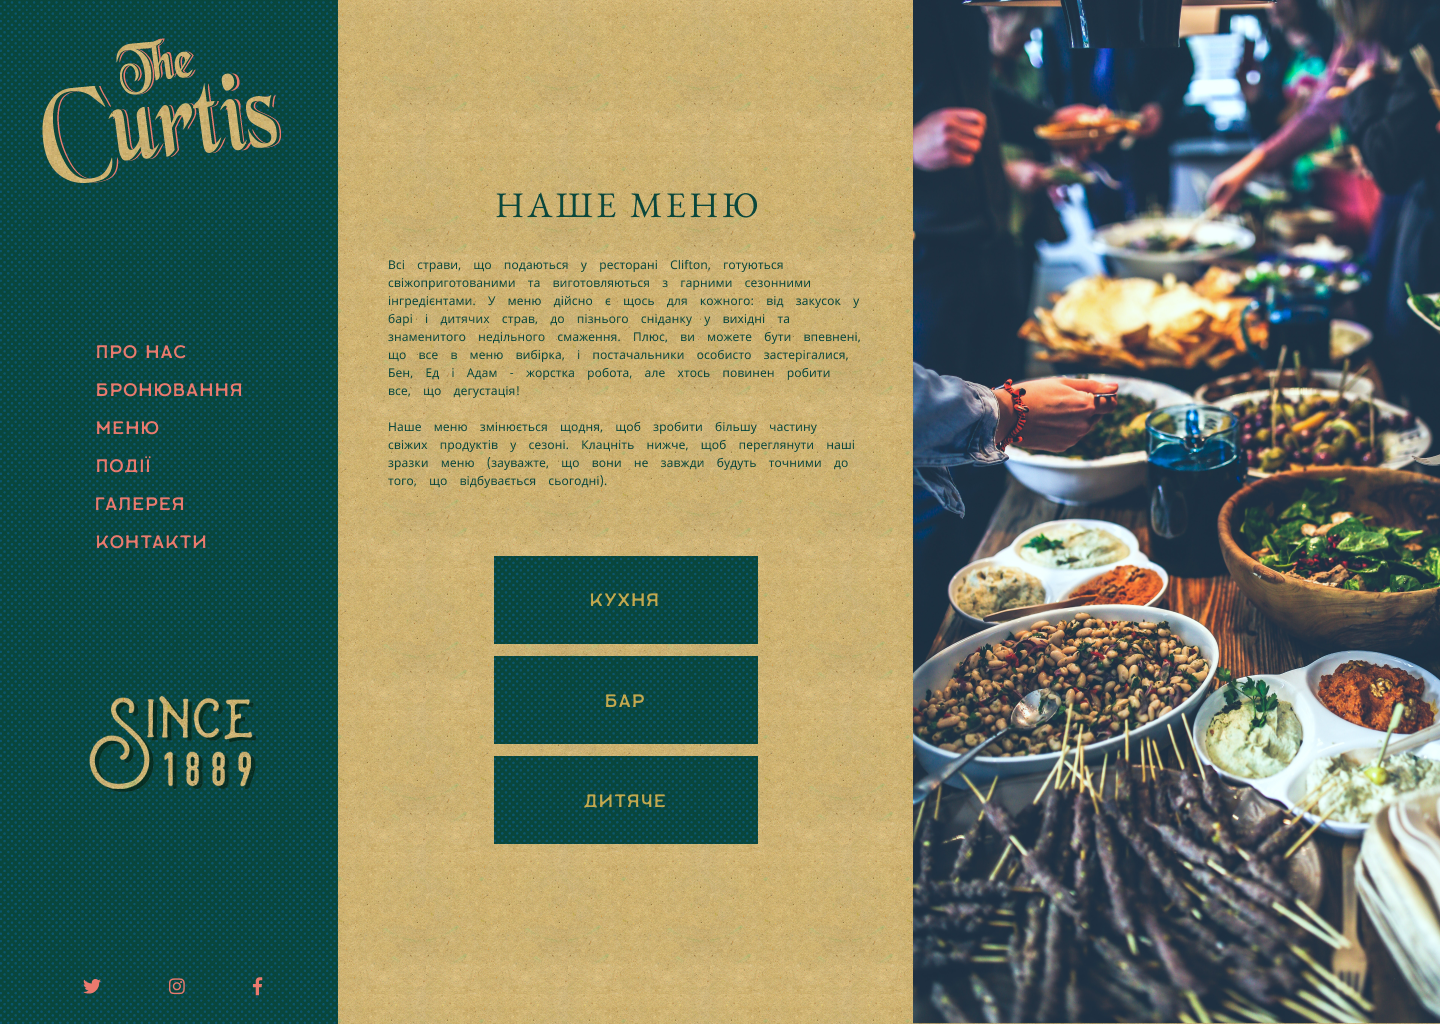 The
Curtis
ПРО НАС
БРОНЮВАННЯ
МЕНЮ
ПОДІЇ
ГАЛЕРЕЯ
КОНТАКТИ
SINCE
1889
НАШЕ МЕНЮ
Всі страви, що подаються у ресторані Clifton, готуються
свіжоприготованими та виготовляються з гарними сезонними
інгредієнтами. У меню дійсно є щось для кожного: від закусок у
барі і дитячих страв, до пізнього сніданку у вихідні та
знаменитого недільного смаження. Плюс, ви можете бути впевнені,
що все в меню вибірка, і постачальники особисто застерігалися,
Бен, Ед і Адам - жорстка робота, але хтось повинен робити
все, що дегустація!
Наше меню змінюється щодня, щоб зробити більшу частину
свіжих продуктів у сезоні. Клацніть нижче, щоб переглянути наші
зразки меню (зауважте, що вони не завжди будуть точними до
того, що відбувається сьогодні).
КУХНЯ
БАР
ДИТЯЧЕ